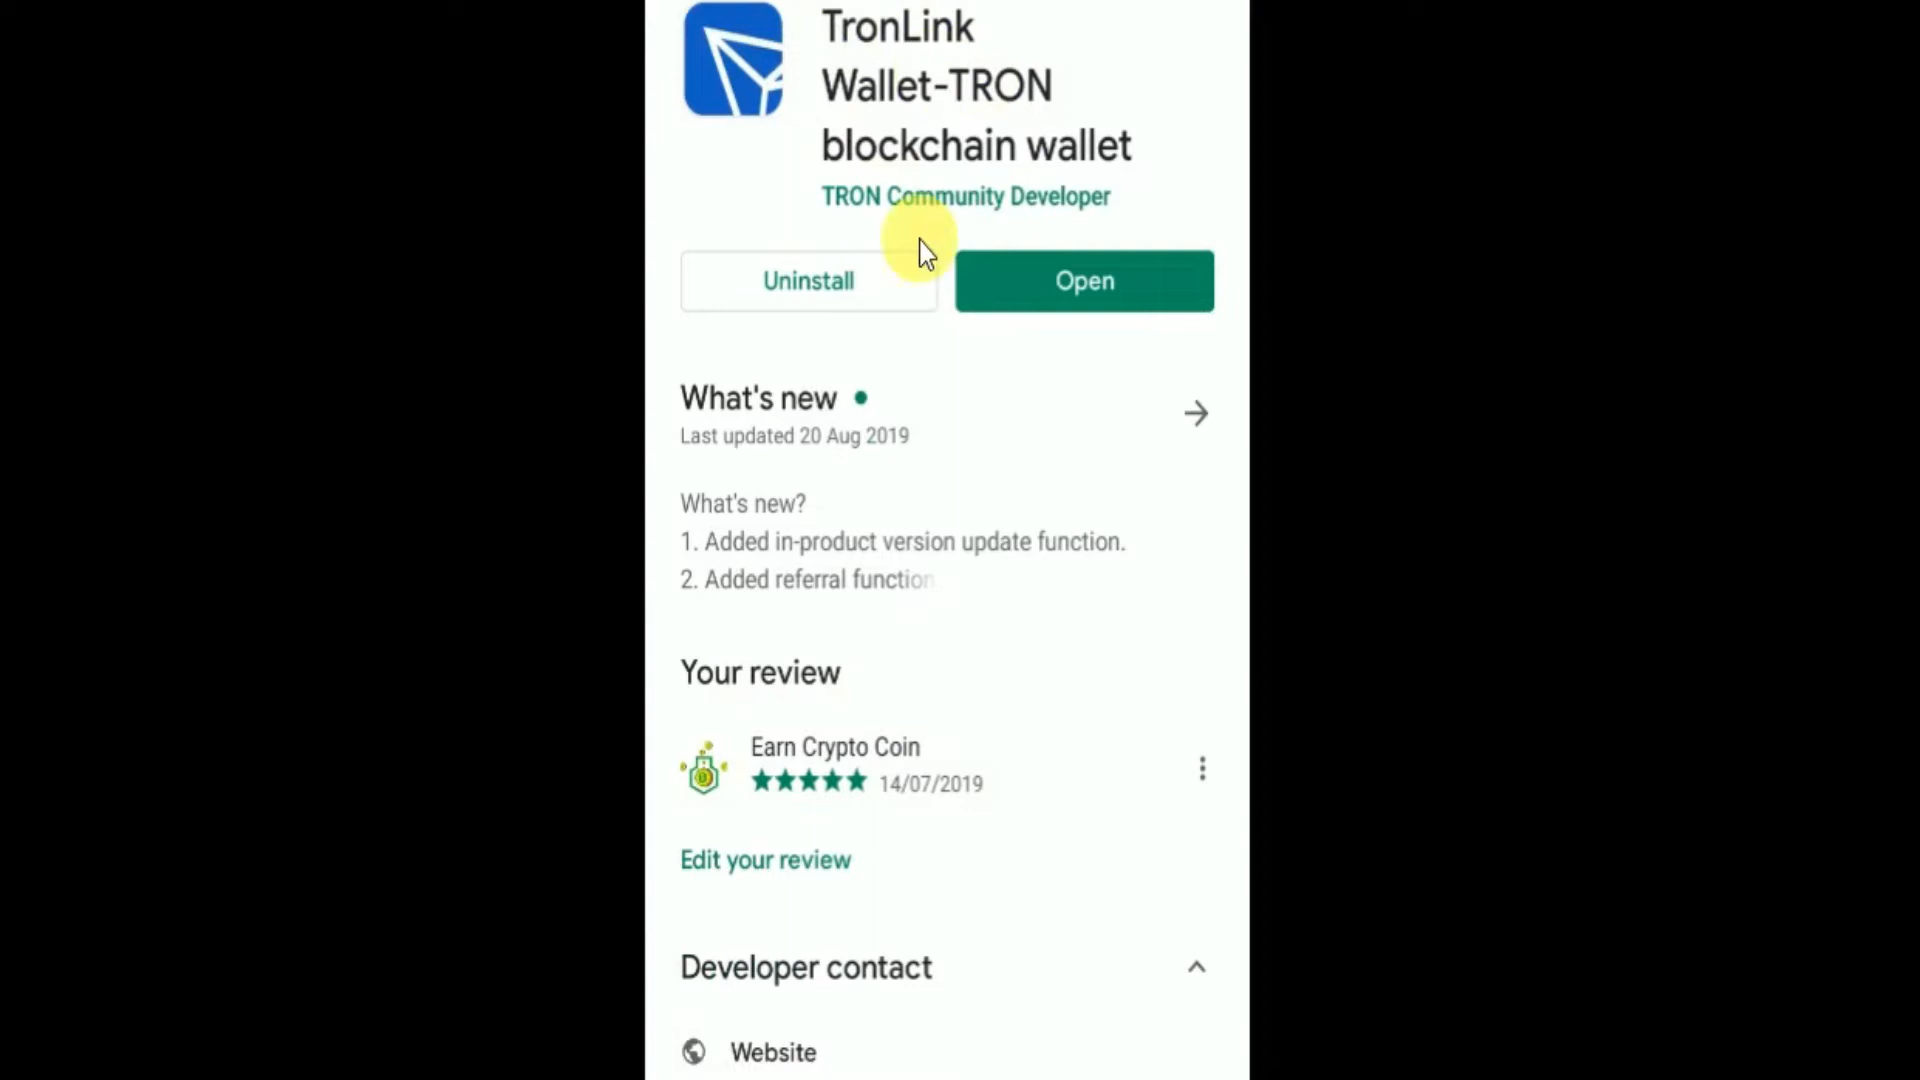 TronLink
Wallet-TRON
blockchain wallet
TRON Community Developer
Uninstall
Open
What's new
Last updated 20 Aug 2019
What's new?
1. Added in-product version update function.
2. Added referral function
Your review
Earn Crypto Coin
14/07/2019
Edit your review
Developer contact
Website